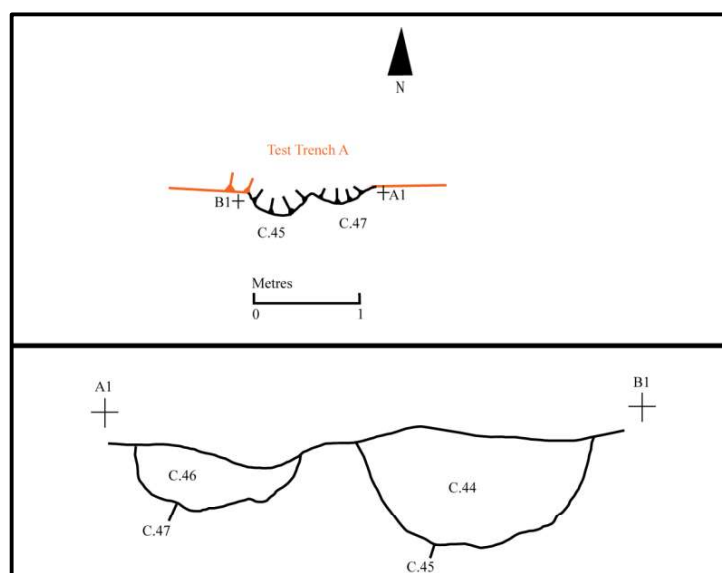 N
Test Trench A
B1
A1
C.45
C.47
Metres
0 1
A1
B1
C.46
C.44
C.47
C.45